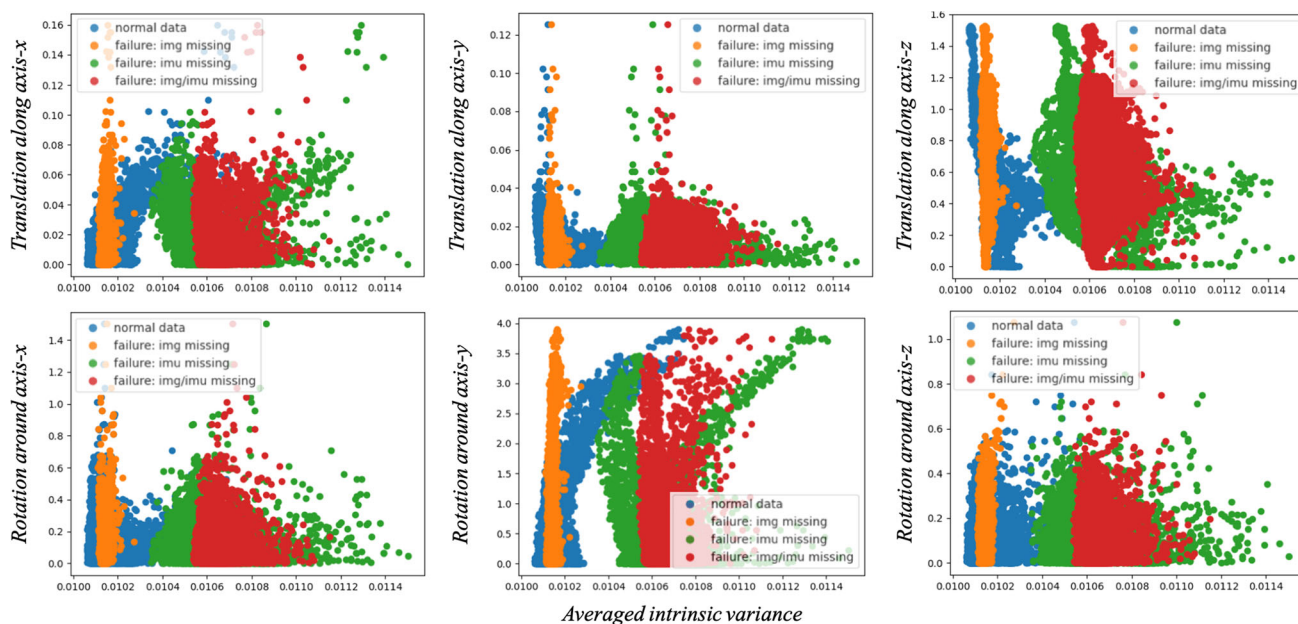 Translation along axis-x
0.16
0.14
0.12
0.10
0.08
0.06
0.04
0.02
0.00
normal data
failure: img missing
failure: imu missing
failure: img/imu missing
0.0100 0.0102 0.0104 0.0106 0.0108 0.0110 0.0112 0.0114
Translation along axis-y
0.12
0.10
0.08
0.06
0.04
0.02
0.00
normal data
failure: img missing
failure: imu missing
failure: img/imu missing
0.0100 0.0102 0.0104 0.0106 0.0108 0.0110 0.0112 0.0114
Translation along axis-z
1.6
1.4
1.2
1.0
0.8
0.6
0.4
0.2
0.0
normal data
failure: img missing
failure: imu missing
failure: img/imu missing
0.0100 0.0102 0.0104 0.0106 0.0108 0.0110 0.0112 0.0114
Rotation around axis-x
1.4
1.2
1.0
0.8
0.6
0.4
0.2
0.0
normal data
failure: img missing
failure: imu missing
failure: img/imu missing
0.0100 0.0102 0.0104 0.0106 0.0108 0.0110 0.0112 0.0114
Rotation around axis-y
4.0
3.5
3.0
2.5
2.0
1.5
1.0
0.5
0.0
normal data
failure: img missing
failure: imu missing
failure: img/imu missing
0.0100 0.0102 0.0104 0.0106 0.0108 0.0110 0.0112 0.0114
Rotation around axis-z
1.0
0.8
0.6
0.4
0.2
0.0
normal data
failure: img missing
failure: imu missing
failure: img/imu missing
0.0100 0.0102 0.0104 0.0106 0.0108 0.0110 0.0112 0.0114
Averaged intrinsic variance